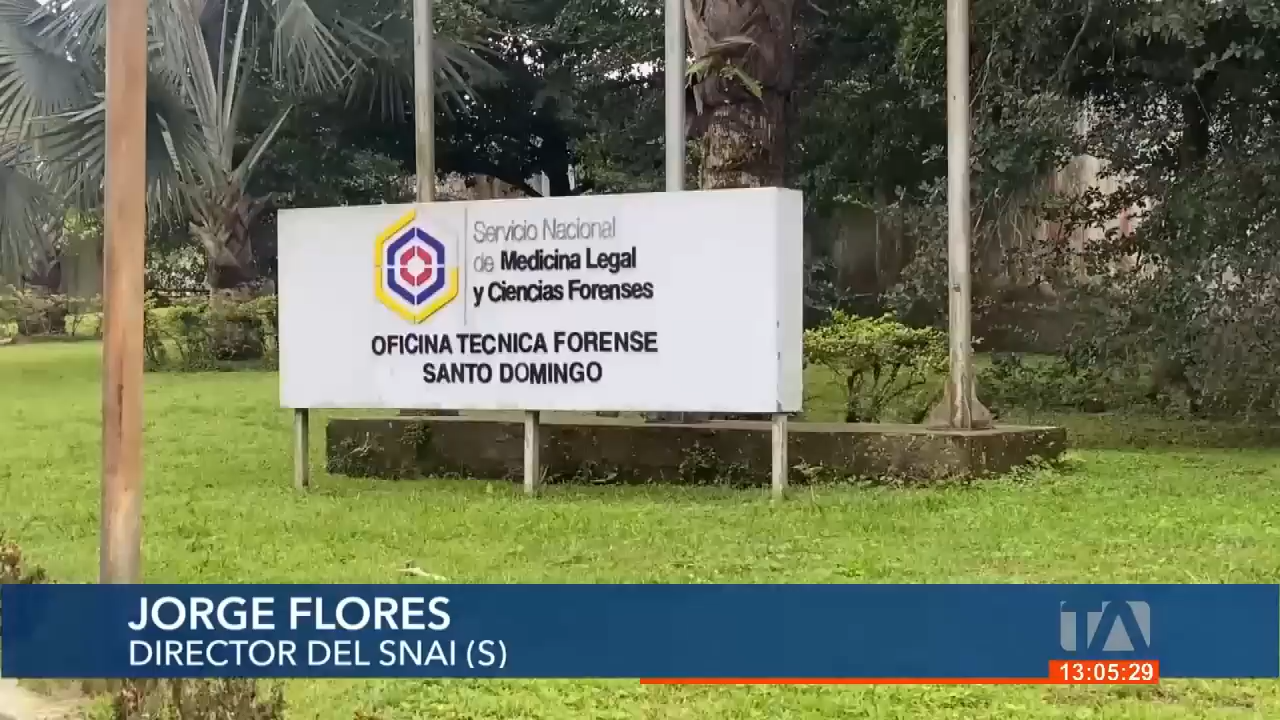 Servicio Nacional
de Medicina Legal
y Ciencias Forenses
OFICINA TECNICA FORENSE
SANTO DOMINGO
JORGE FLORES
DIRECTOR DEL SNAI (S)
TA
13:05:29